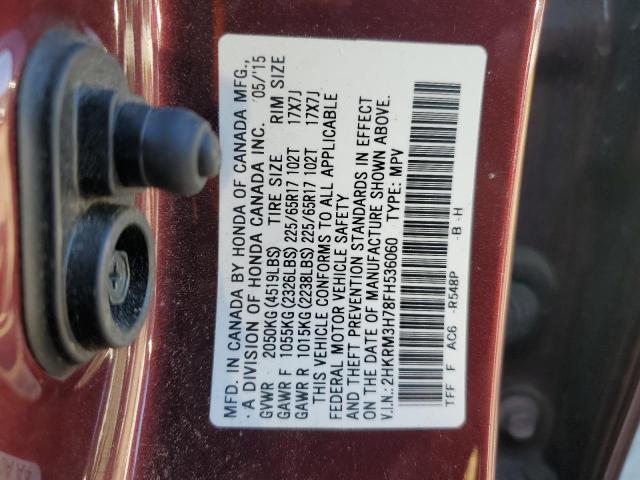 MFD. IN CANADA BY HONDA OF CANADA MFG.,
A DIVISION OF HONDA CANADA INC. '05/'15
GVWR 2050KG (4519LBS) TIRE SIZE RIM SIZE
GAWR F 1055KG (2326LBS) 225/65R17 102T 17X7J
GAWR R 1015KG (2238LBS) 225/65R17 102T 17X7J
THIS VEHICLE CONFORMS TO ALL APPLICABLE
FEDERAL MOTOR VEHICLE SAFETY
AND THEFT PREVENTION STANDARDS IN EFFECT
ON THE DATE OF MANUFACTURE SHOWN ABOVE.
V.I.N.: 2HKRM3H78FH536060 TYPE: MPV
TFF F AC6 -R548P -B -H